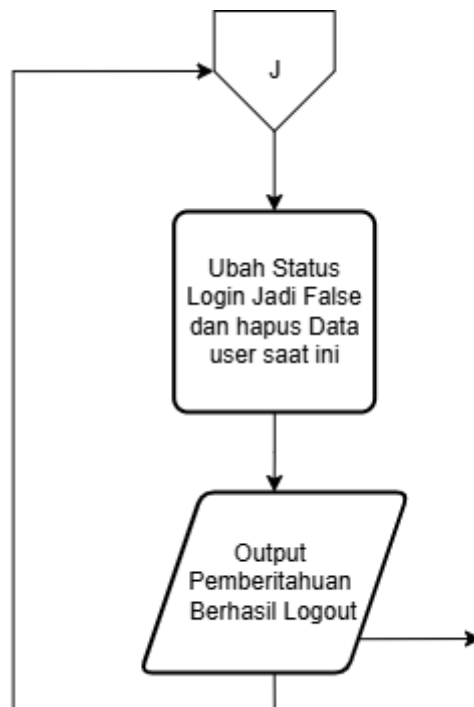 J
Ubah Status
Login Jadi False
dan hapus Data
user saat ini
Output
Pemberitahuan
Berhasil Logout